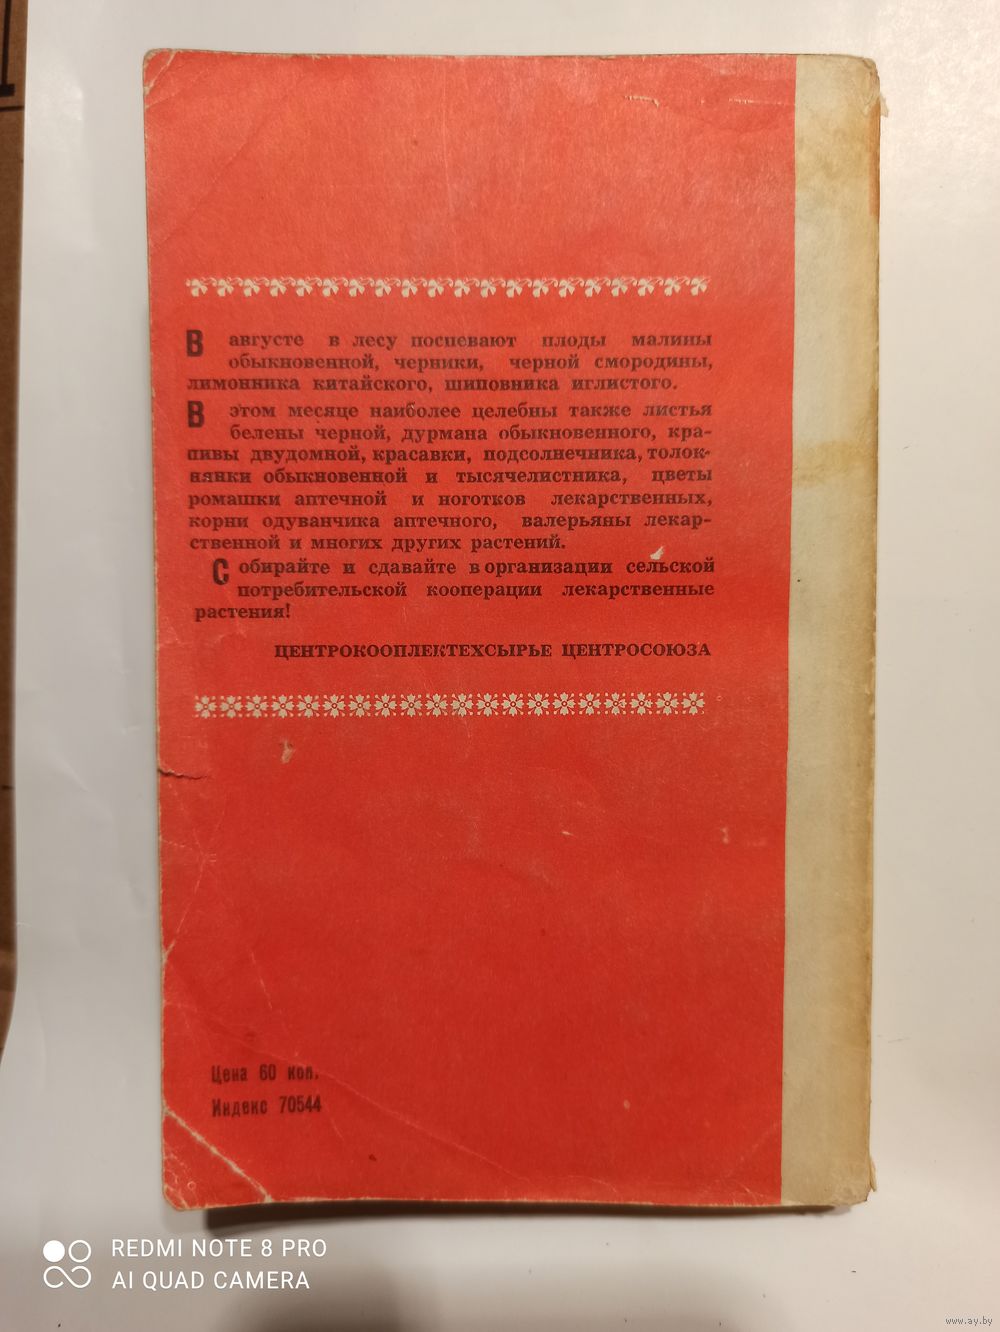 В августе в лесу поспевают плоды малины
обыкновенной, черники, черной смородины,
лимонника китайского, шиповника иглистого.
В этом месяце наиболее целебны также листья
белены черной, дурмана обыкновенного, кра-
пивы двудомной, красавки, подсолнечника, толок-
нянки обыкновенной и тысячелистника, цветы
ромашки аптечной и ноготков лекарственных,
корни одуванчика аптечного, валерьяны лекар-
ственной и многих других растений.
Собирайте и сдавайте в организации сельской
потребительской кооперации лекарственные
растения!
ЦЕНТРОКООПЛЕКТЕХСЫРЬЕ ЦЕНТРОСОЮЗА
Цена 60 коп.
Индекс 70544
REDMI NOTE 8 PRO
AI QUAD CAMERA
www.ay.by